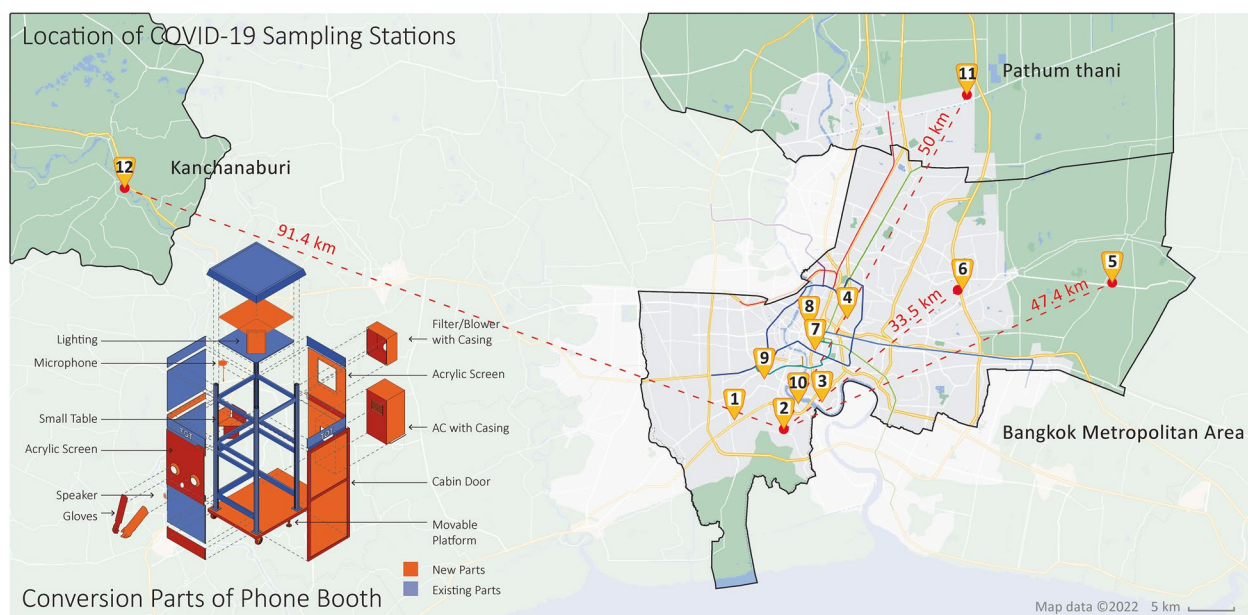 Location of COVID-19 Sampling Stations
11
Pathum thani
50 km
12
Kanchanaburi
91.4 km
6
5
47.4 km
33.5 km
4
8
7
9
10
3
1
2
Bangkok Metropolitan Area
Lighting
Microphone
Small Table
Acrylic Screen
Speaker
Gloves
Filter/Blower
with Casing
Acrylic Screen
AC with Casing
Cabin Door
Movable
Platform
TOT
New Parts
Existing Parts
Conversion Parts of Phone Booth
Map data ©2022 5 km